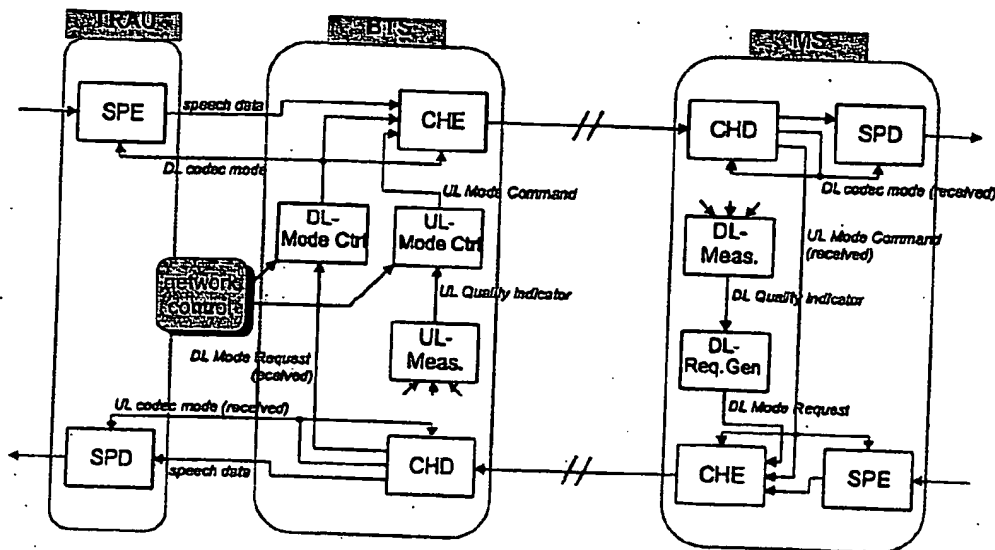 TRAU
BTS
MS
SPE
speech data
CHE
CHD
SPD
DL codec mode
UL Mode Command
DL codec mode (received)
DL-
Mode Ctrl
UL-
Mode Ctrl
DL-
Meas.
UL Mode Command
(received)
network
controls
UL Quality Indicator
DL Quality Indicator
UL-
Meas.
DL-
Req.Gen
DL Mode Request
(eceived)
DL Mode Request
UL codec mode (received)
SPD
speech data
CHD
CHE
SPE